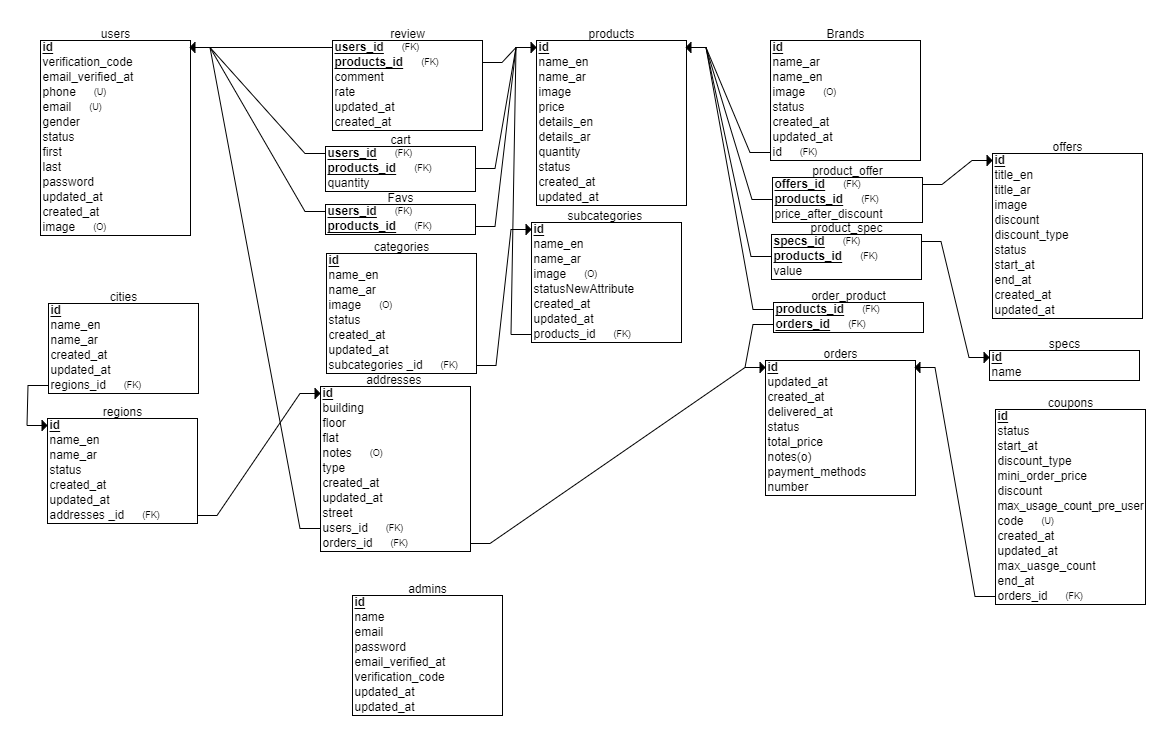 users
id
verification_code
email_verified_at
phone (U)
email (U)
gender
status
first
last
password
updated_at
created_at
image (O)
review
users_id (FK)
products_id (FK)
comment
rate
updated_at
created_at
cart
users_id (FK)
products_id (FK)
quantity
Favs
users_id (FK)
products_id (FK)
products
id
name_en
name_ar
image
price
details_en
details_ar
quantity
status
created_at
updated_at
Brands
id
name_ar
name_en
image (O)
status
created_at
updated_at
id (FK)
product_offer
offers_id (FK)
products_id (FK)
price_after_discount
product_spec
specs_id (FK)
products_id (FK)
value
order_product
products_id (FK)
orders_id (FK)
offers
id
title_en
title_ar
image
discount
discount_type
status
start_at
end_at
created_at
updated_at
subcategories
id
name_en
name_ar
image (O)
statusNewAttribute
created_at
updated_at
products_id (FK)
categories
id
name_en
name_ar
image (O)
status
created_at
updated_at
subcategories _id (FK)
cities
id
name_en
name_ar
created_at
updated_at
regions_id (FK)
regions
id
name_en
name_ar
status
created_at
updated_at
addresses _id (FK)
addresses
id
building
floor
flat
notes (O)
type
created_at
updated_at
street
users_id (FK)
orders_id (FK)
orders
id
updated_at
created_at
delivered_at
status
total_price
notes(o)
payment_methods
number
specs
id
name
coupons
id
status
start_at
discount_type
mini_order_price
discount
max_usage_count_pre_user
code (U)
created_at
updated_at
max_uasge_count
end_at
orders_id (FK)
admins
id
name
email
password
email_verified_at
verification_code
updated_at
updated_at